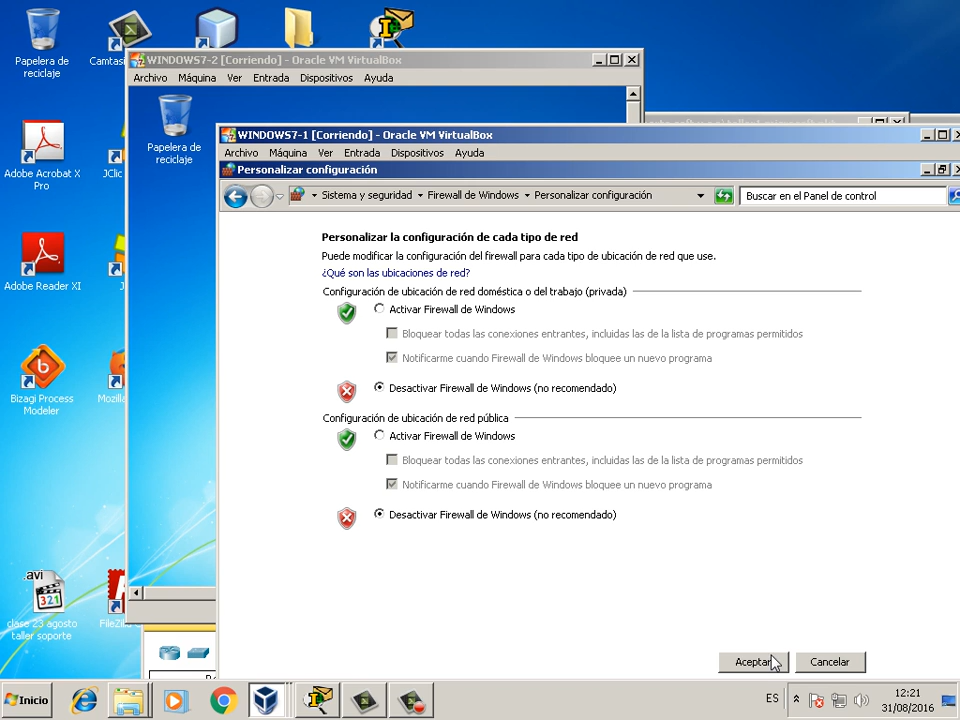 Papelera de reciclaje
Camtasi
WINDOWS7-2 [Corriendo] - Oracle VM VirtualBox
Archivo Máquina Ver Entrada Dispositivos Ayuda
Papelera de reciclaje
WINDOWS7-1 [Corriendo] - Oracle VM VirtualBox
Archivo Máquina Ver Entrada Dispositivos Ayuda
Personalizar configuración
Sistema y seguridad Firewall de Windows Personalizar configuración
Buscar en el Panel de control
Personalizar la configuración de cada tipo de red
Puede modificar la configuración del firewall para cada tipo de ubicación de red que use.
¿Qué son las ubicaciones de red?
Configuración de ubicación de red doméstica o del trabajo (privada)
Activar Firewall de Windows
Bloquear todas las conexiones entrantes, incluidas las de la lista de programas permitidos
Notificarme cuando Firewall de Windows bloquee un nuevo programa
Desactivar Firewall de Windows (no recomendado)
Configuración de ubicación de red pública
Activar Firewall de Windows
Bloquear todas las conexiones entrantes, incluidas las de la lista de programas permitidos
Notificarme cuando Firewall de Windows bloquee un nuevo programa
Desactivar Firewall de Windows (no recomendado)
Aceptar
Cancelar
Adobe Acrobat X Pro
JClic
Adobe Reader XI
J
Bizagi Process Modeler
Mozilla
.avi
321
clase 23 agosto taller soporte
FileZilla
Inicio
ES
12:21
31/08/2016